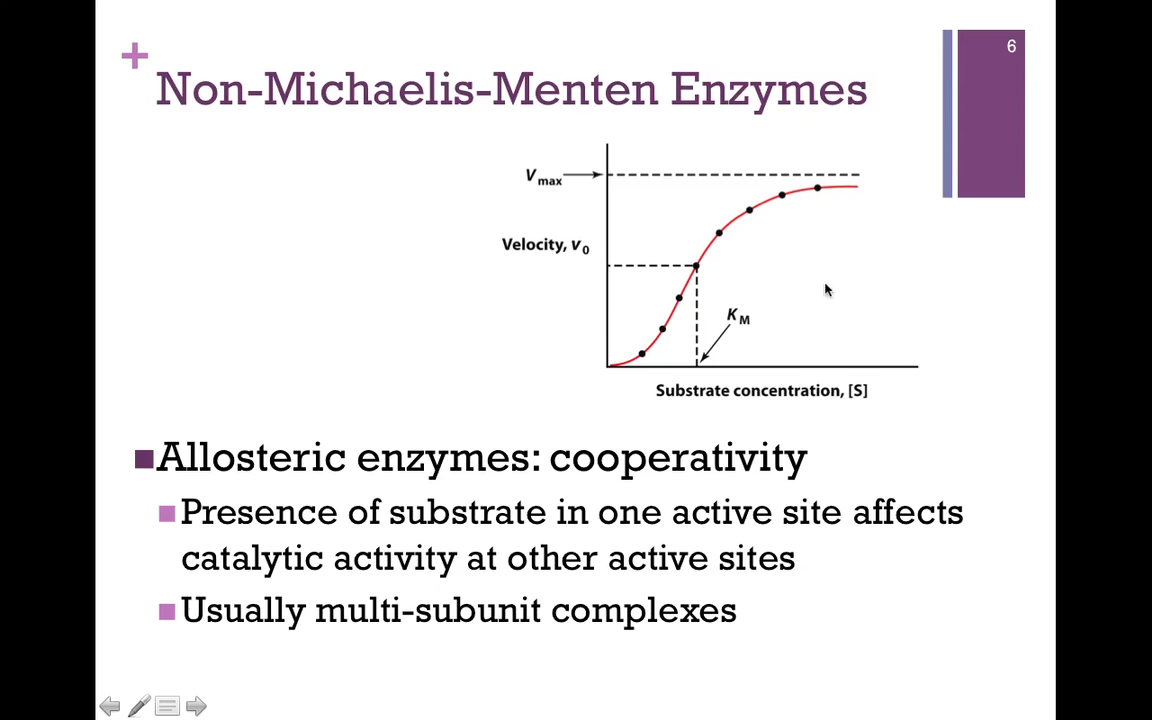 6
+
Non-Michaelis-Menten Enzymes
Vmax
Velocity, v0
KM
Substrate concentration, [S]
Allosteric enzymes: cooperativity
Presence of substrate in one active site affects
catalytic activity at other active sites
Usually multi-subunit complexes